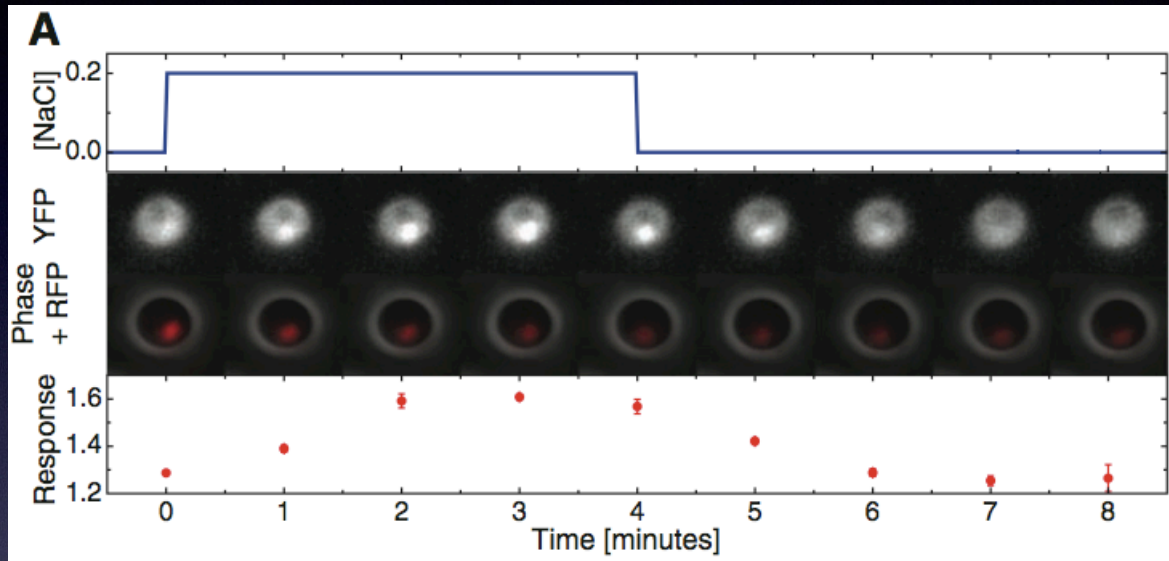 A
[NaCl]
0.2
0.0
YFP
Phase
+ RFP
Response
1.6
1.4
1.2
0 1 2 3 4 5 6 7 8
Time [minutes]